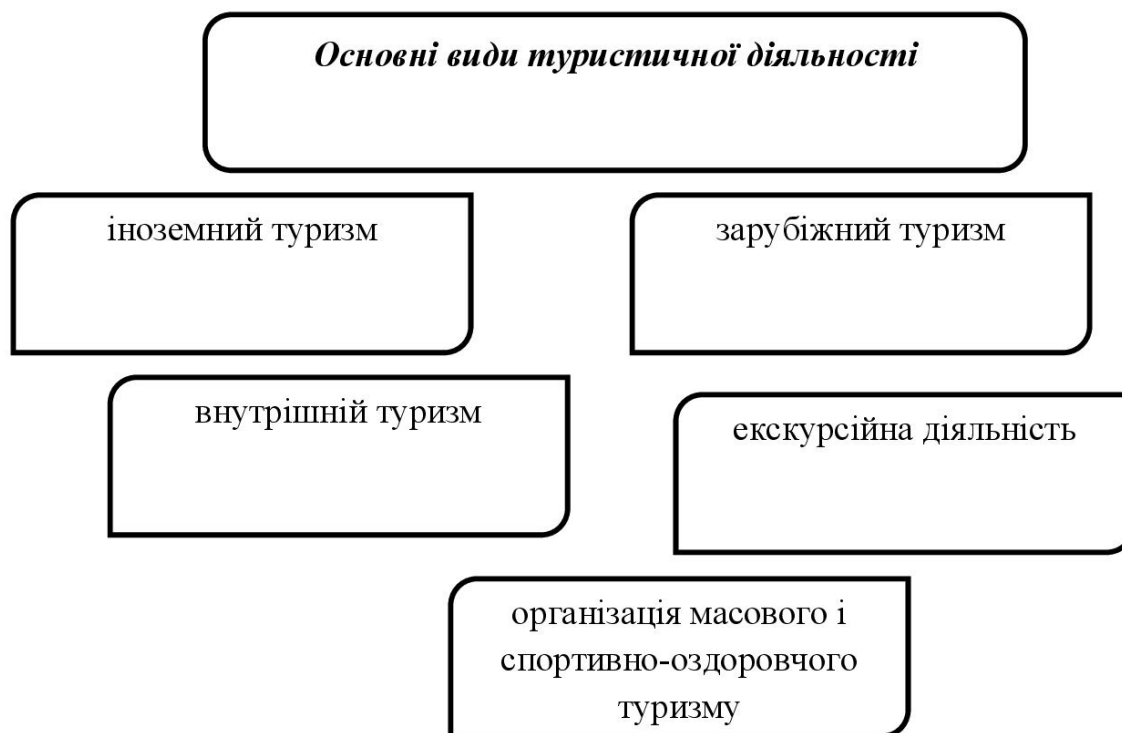 Основні види туристичної діяльності
іноземний туризм
зарубіжний туризм
внутрішній туризм
екскурсійна діяльність
організація масового і
спортивно-оздоровчого
туризму